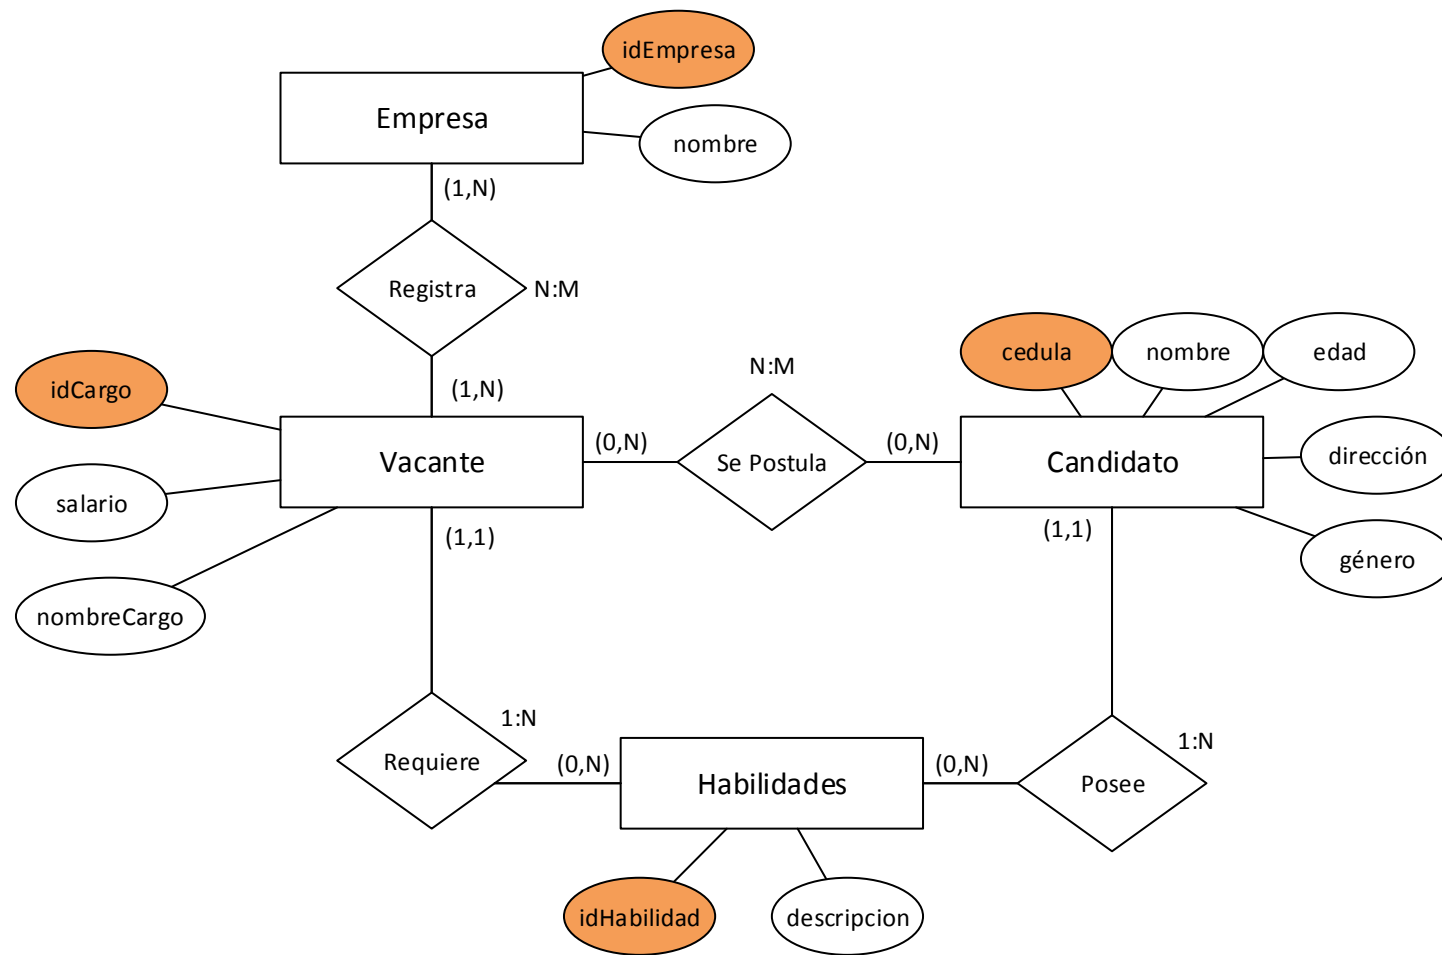 idEmpresa
Empresa
nombre
(1,N)
Registra
N:M
cedula
nombre
edad
idCargo
N:M
(1,N)
Vacante
(0,N)
Se Postula
(0,N)
Candidato
dirección
salario
(1,1)
(1,1)
género
nombreCargo
1:N
1:N
Requiere
(0,N)
Habilidades
(0,N)
Posee
idHabilidad
descripcion